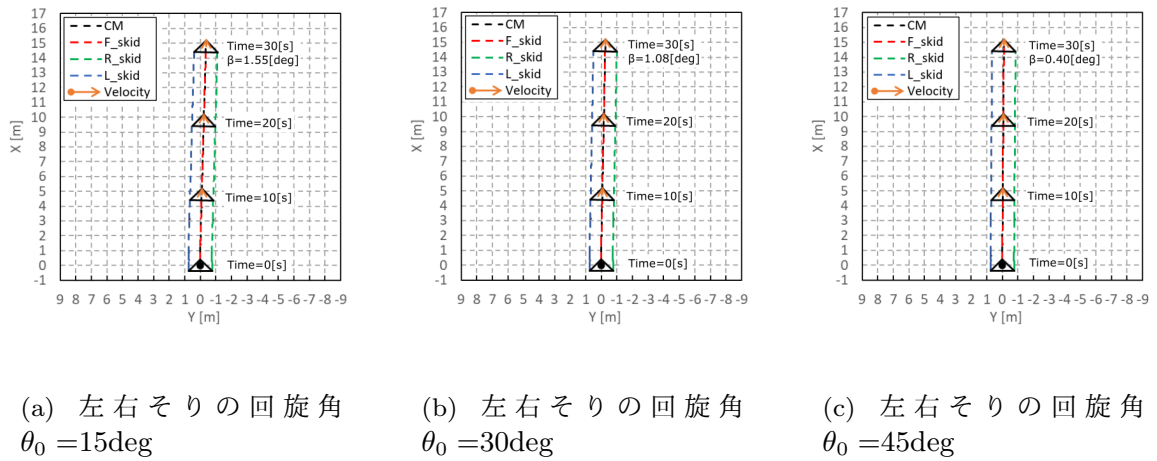 17
16
15
14
13
12
11
10
9
8
7
6
5
4
3
2
1
0
-1
X [m]
CM
F_skid
R_skid
L_skid
Velocity
Time=30[s]
β=1.55[deg]
Time=20[s]
Time=10[s]
Time=0[s]
9 8 7 6 5 4 3 2 1 0 -1 -2 -3 -4 -5 -6 -7 -8 -9
Y [m]
(a) 左右そりの回旋角
θ₀ =15deg
17
16
15
14
13
12
11
10
9
8
7
6
5
4
3
2
1
0
-1
X [m]
CM
F_skid
R_skid
L_skid
Velocity
Time=30[s]
β=1.08[deg]
Time=20[s]
Time=10[s]
Time=0[s]
9 8 7 6 5 4 3 2 1 0 -1 -2 -3 -4 -5 -6 -7 -8 -9
Y [m]
(b) 左右そりの回旋角
θ₀ =30deg
17
16
15
14
13
12
11
10
9
8
7
6
5
4
3
2
1
0
-1
X [m]
CM
F_skid
R_skid
L_skid
Velocity
Time=30[s]
β=0.40[deg]
Time=20[s]
Time=10[s]
Time=0[s]
9 8 7 6 5 4 3 2 1 0 -1 -2 -3 -4 -5 -6 -7 -8 -9
Y [m]
(c) 左右そりの回旋角
θ₀ =45deg